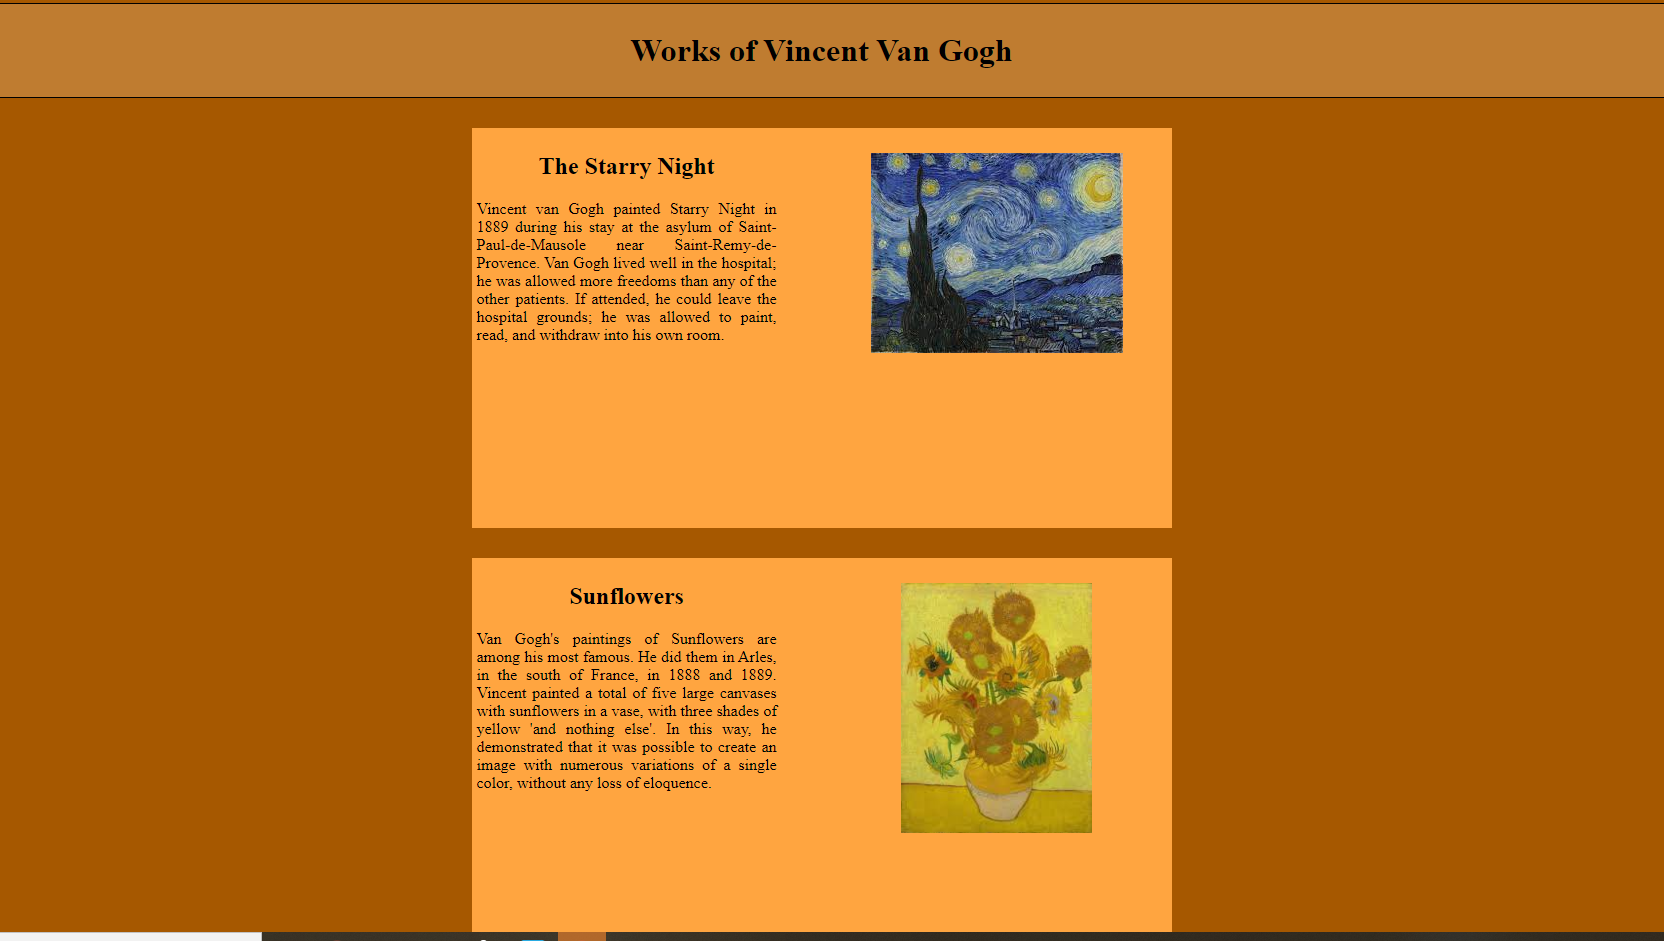 Works of Vincent Van Gogh
The Starry Night
Vincent van Gogh painted Starry Night in
1889 during his stay at the asylum of Saint-
Paul-de-Mausole near Saint-Remy-de-
Provence. Van Gogh lived well in the hospital;
he was allowed more freedoms than any of the
other patients. If attended, he could leave the
hospital grounds; he was allowed to paint,
read, and withdraw into his own room.
Sunflowers
Van Gogh's paintings of Sunflowers are
among his most famous. He did them in Arles,
in the south of France, in 1888 and 1889.
Vincent painted a total of five large canvases
with sunflowers in a vase, with three shades of
yellow 'and nothing else'. In this way, he
demonstrated that it was possible to create an
image with numerous variations of a single
color, without any loss of eloquence.